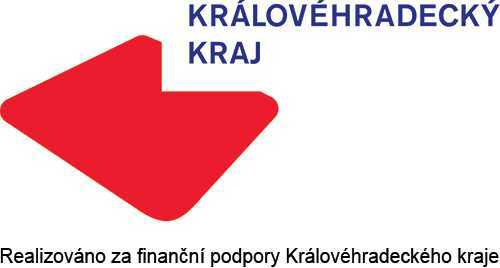 KRÁLOVÉHRADECKÝ
KRAJ
Realizováno za finanční podpory Královéhradeckého kraje